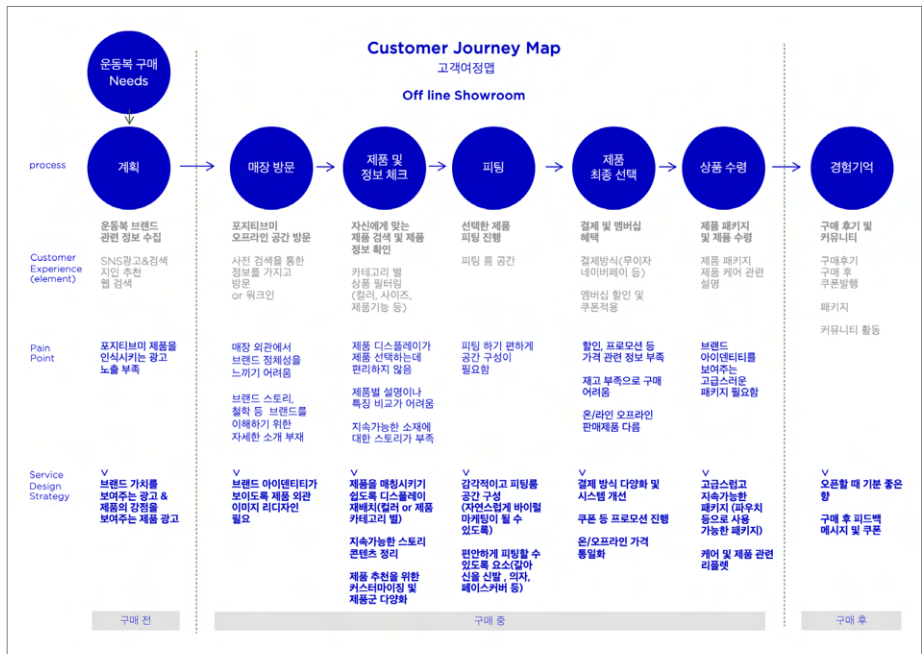 운동복 구매
Needs
Customer Journey Map
고객여정맵
Off line Showroom
process
계획
매장 방문
제품 및
정보 체크
피팅
제품
최종 선택
상품 수령
경험기억
Customer
Experience
(element)
운동복 브랜드
관련 정보 수집
SNS광고&검색
지인 추천
웹 검색
포지티브미
오프라인 공간 방문
사전 검색을 통한
정보를 가지고
방문
or 워크인
자신에게 맞는
제품 검색 및 제품
정보 확인
카테고리 별
상품 필터링
(컬러, 사이즈,
제품기능 등)
선택한 제품
피팅 진행
피팅 룸 공간
결제 및 멤버십
혜택
결제방식(무이자
네이버페이 등)
멤버십 할인 및
쿠폰적용
제품 패키지
및 제품 수령
제품 패키지
제품 케어 관련
설명
구매 후기 및
커뮤니티
구매후기
구매 후
쿠폰발행
패키지
커뮤니티 활동
Pain
Point
포지티브미 제품을
인식시키는 광고
노출 부족
매장 외관에서
브랜드 정체성을
느끼기 어려움
브랜드 스토리,
철학 등 브랜드를
이해하기 위한
자세한 소개 부재
제품 디스플레이가
제품 선택하는데
편리하지 않음
제품별 설명이나
특징 비교가 어려움
지속가능한 소재에
대한 스토리가 부족
피팅 하기 편하게
공간 구성이
필요함
할인, 프로모션 등
가격 관련 정보 부족
재고 부족으로 구매
어려움
온/라인 오프라인
판매제품 다름
브랜드
아이덴티티를
보여주는
고급스러운
패키지 필요함
Service
Design
Strategy
V
브랜드 가치를
보여주는 광고 &
제품의 강점을
보여주는 제품 광고
V
브랜드 아이덴티티가
보이도록 제품 외관
이미지 리디자인
필요
V
제품을 매칭시키기
쉽도록 디스플레이
재배치(컬러 or 제품
카테고리 별)
지속가능한 스토리
콘텐츠 정리
제품 추천을 위한
커스터마이징 및
제품군 다양화
V
감각적이고 피팅룸
공간 구성
(자연스럽게 바이럴
마케팅이 될 수
있도록)
편안하게 피팅할 수
있도록 요소(갈아
신을 신발 , 의자,
페이스커버 등)
V
결제 방식 다양화 및
시스템 개선
쿠폰 등 프로모션 진행
온/오프라인 가격
통일화
V
고급스럽고
지속가능한
패키지 (파우치
등으로 사용
가능한 패키지)
케어 및 제품 관련
리플렛
V
오픈할 때 기분 좋은
향
구매 후 피드백
메시지 및 쿠폰
구매 전
구매 중
구매 후